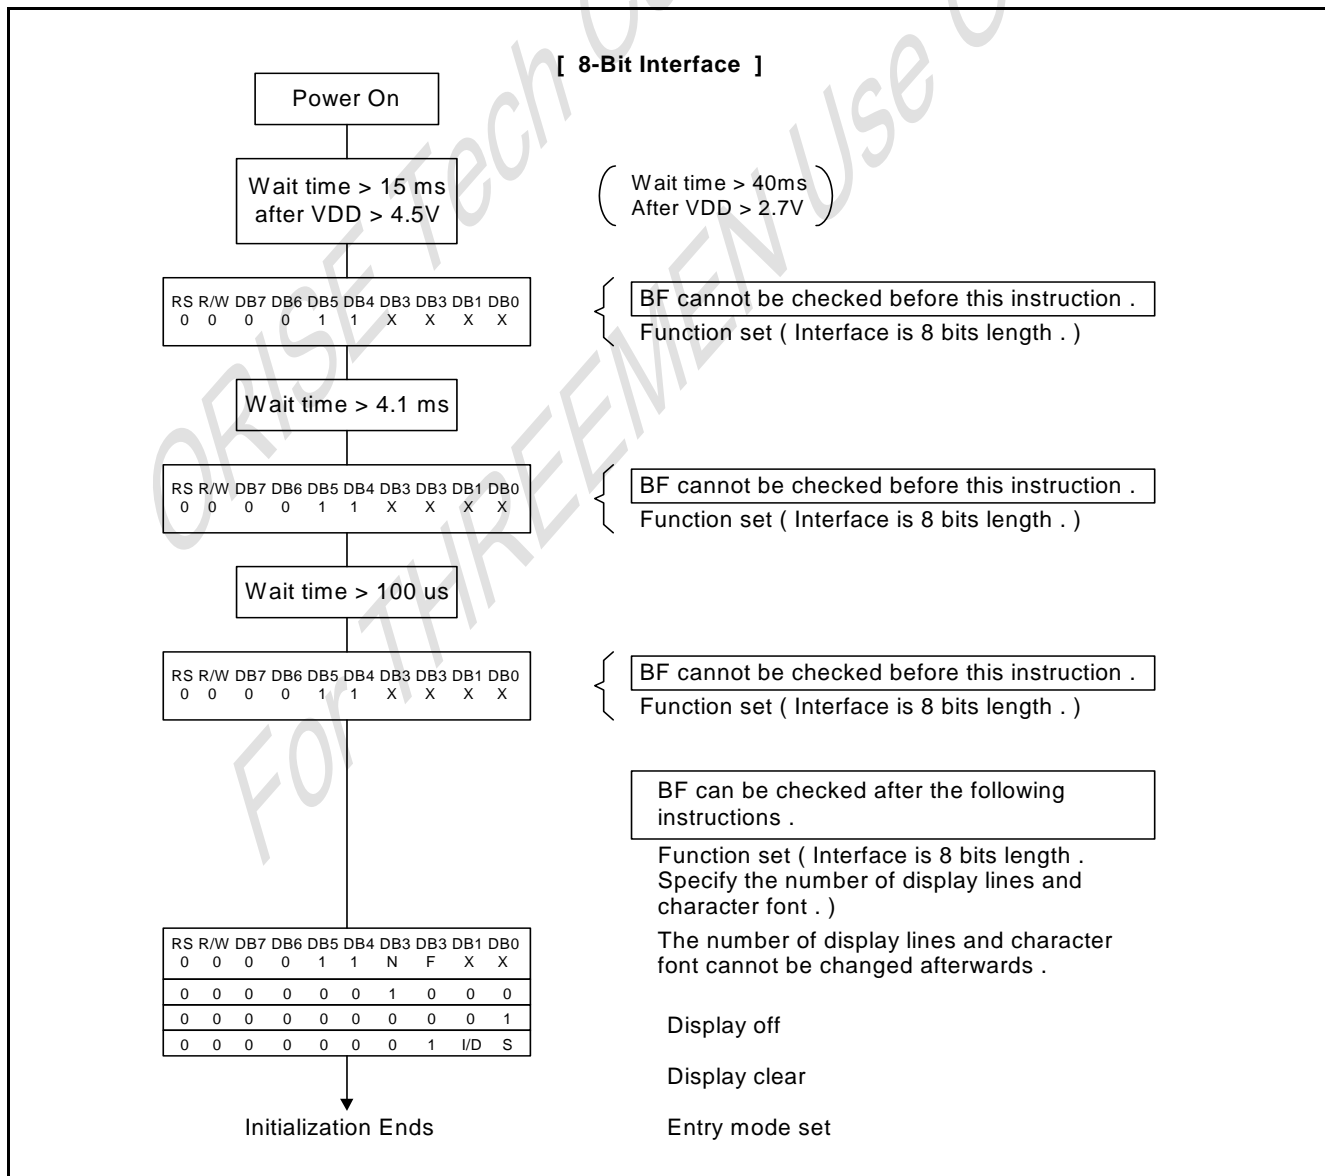 [ 8-Bit Interface ]
Power On
Wait time > 15 ms
after VDD > 4.5V
Wait time > 40ms
After VDD > 2.7V
RS R/W DB7 DB6 DB5 DB4 DB3 DB3 DB1 DB0
0 0 0 0 1 1 X X X X
BF cannot be checked before this instruction .
Function set ( Interface is 8 bits length . )
Wait time > 4.1 ms
RS R/W DB7 DB6 DB5 DB4 DB3 DB3 DB1 DB0
0 0 0 0 1 1 X X X X
BF cannot be checked before this instruction .
Function set ( Interface is 8 bits length . )
Wait time > 100 us
RS R/W DB7 DB6 DB5 DB4 DB3 DB3 DB1 DB0
0 0 0 0 1 1 X X X X
BF cannot be checked before this instruction .
Function set ( Interface is 8 bits length . )
BF can be checked after the following
instructions .
Function set ( Interface is 8 bits length .
Specify the number of display lines and
character font . )
The number of display lines and character
font cannot be changed afterwards .
RS R/W DB7 DB6 DB5 DB4 DB3 DB3 DB1 DB0
0 0 0 0 1 1 N F X X
0 0 0 0 0 0 1 0 0 0
0 0 0 0 0 0 0 0 0 1
0 0 0 0 0 0 0 1 I/D S
Display off
Display clear
Entry mode set
Initialization Ends
ORISE Tech
For THREEMEN Use